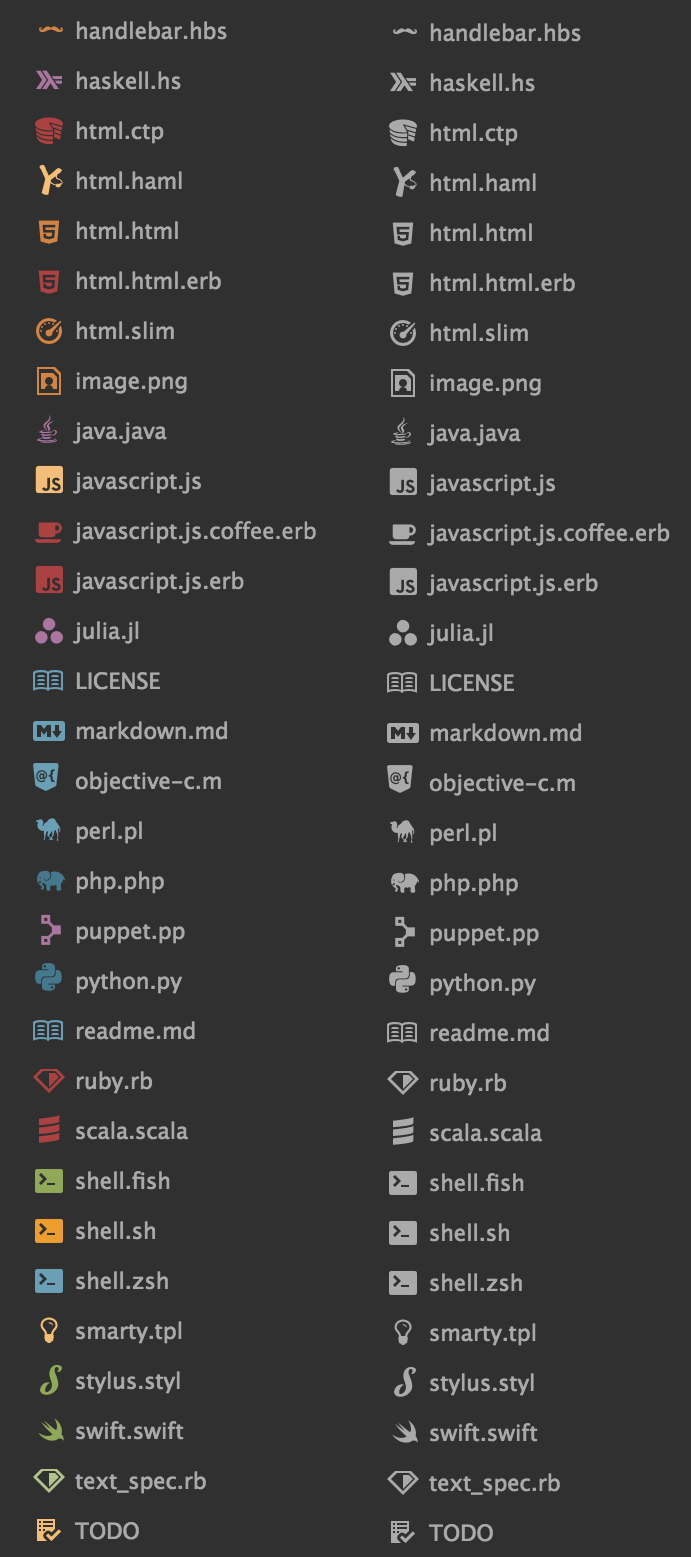 handlebar.hbs handlebar.hbs
haskell.hs haskell.hs
html.ctp html.ctp
html.haml html.haml
html.html html.html
html.html.erb html.html.erb
html.slim html.slim
image.png image.png
java.java java.java
JS javascript.js JS javascript.js
javascript.js.coffee.erb javascript.js.coffee.erb
JS javascript.js.erb JS javascript.js.erb
julia.jl julia.jl
LICENSE LICENSE
M markdown.md M markdown.md
@{ objective-c.m @{ objective-c.m
perl.pl perl.pl
php.php php.php
puppet.pp puppet.pp
python.py python.py
readme.md readme.md
ruby.rb ruby.rb
scala.scala scala.scala
shell.fish shell.fish
shell.sh shell.sh
shell.zsh shell.zsh
smarty.tpl smarty.tpl
stylus.styl stylus.styl
swift.swift swift.swift
text_spec.rb text_spec.rb
TODO TODO